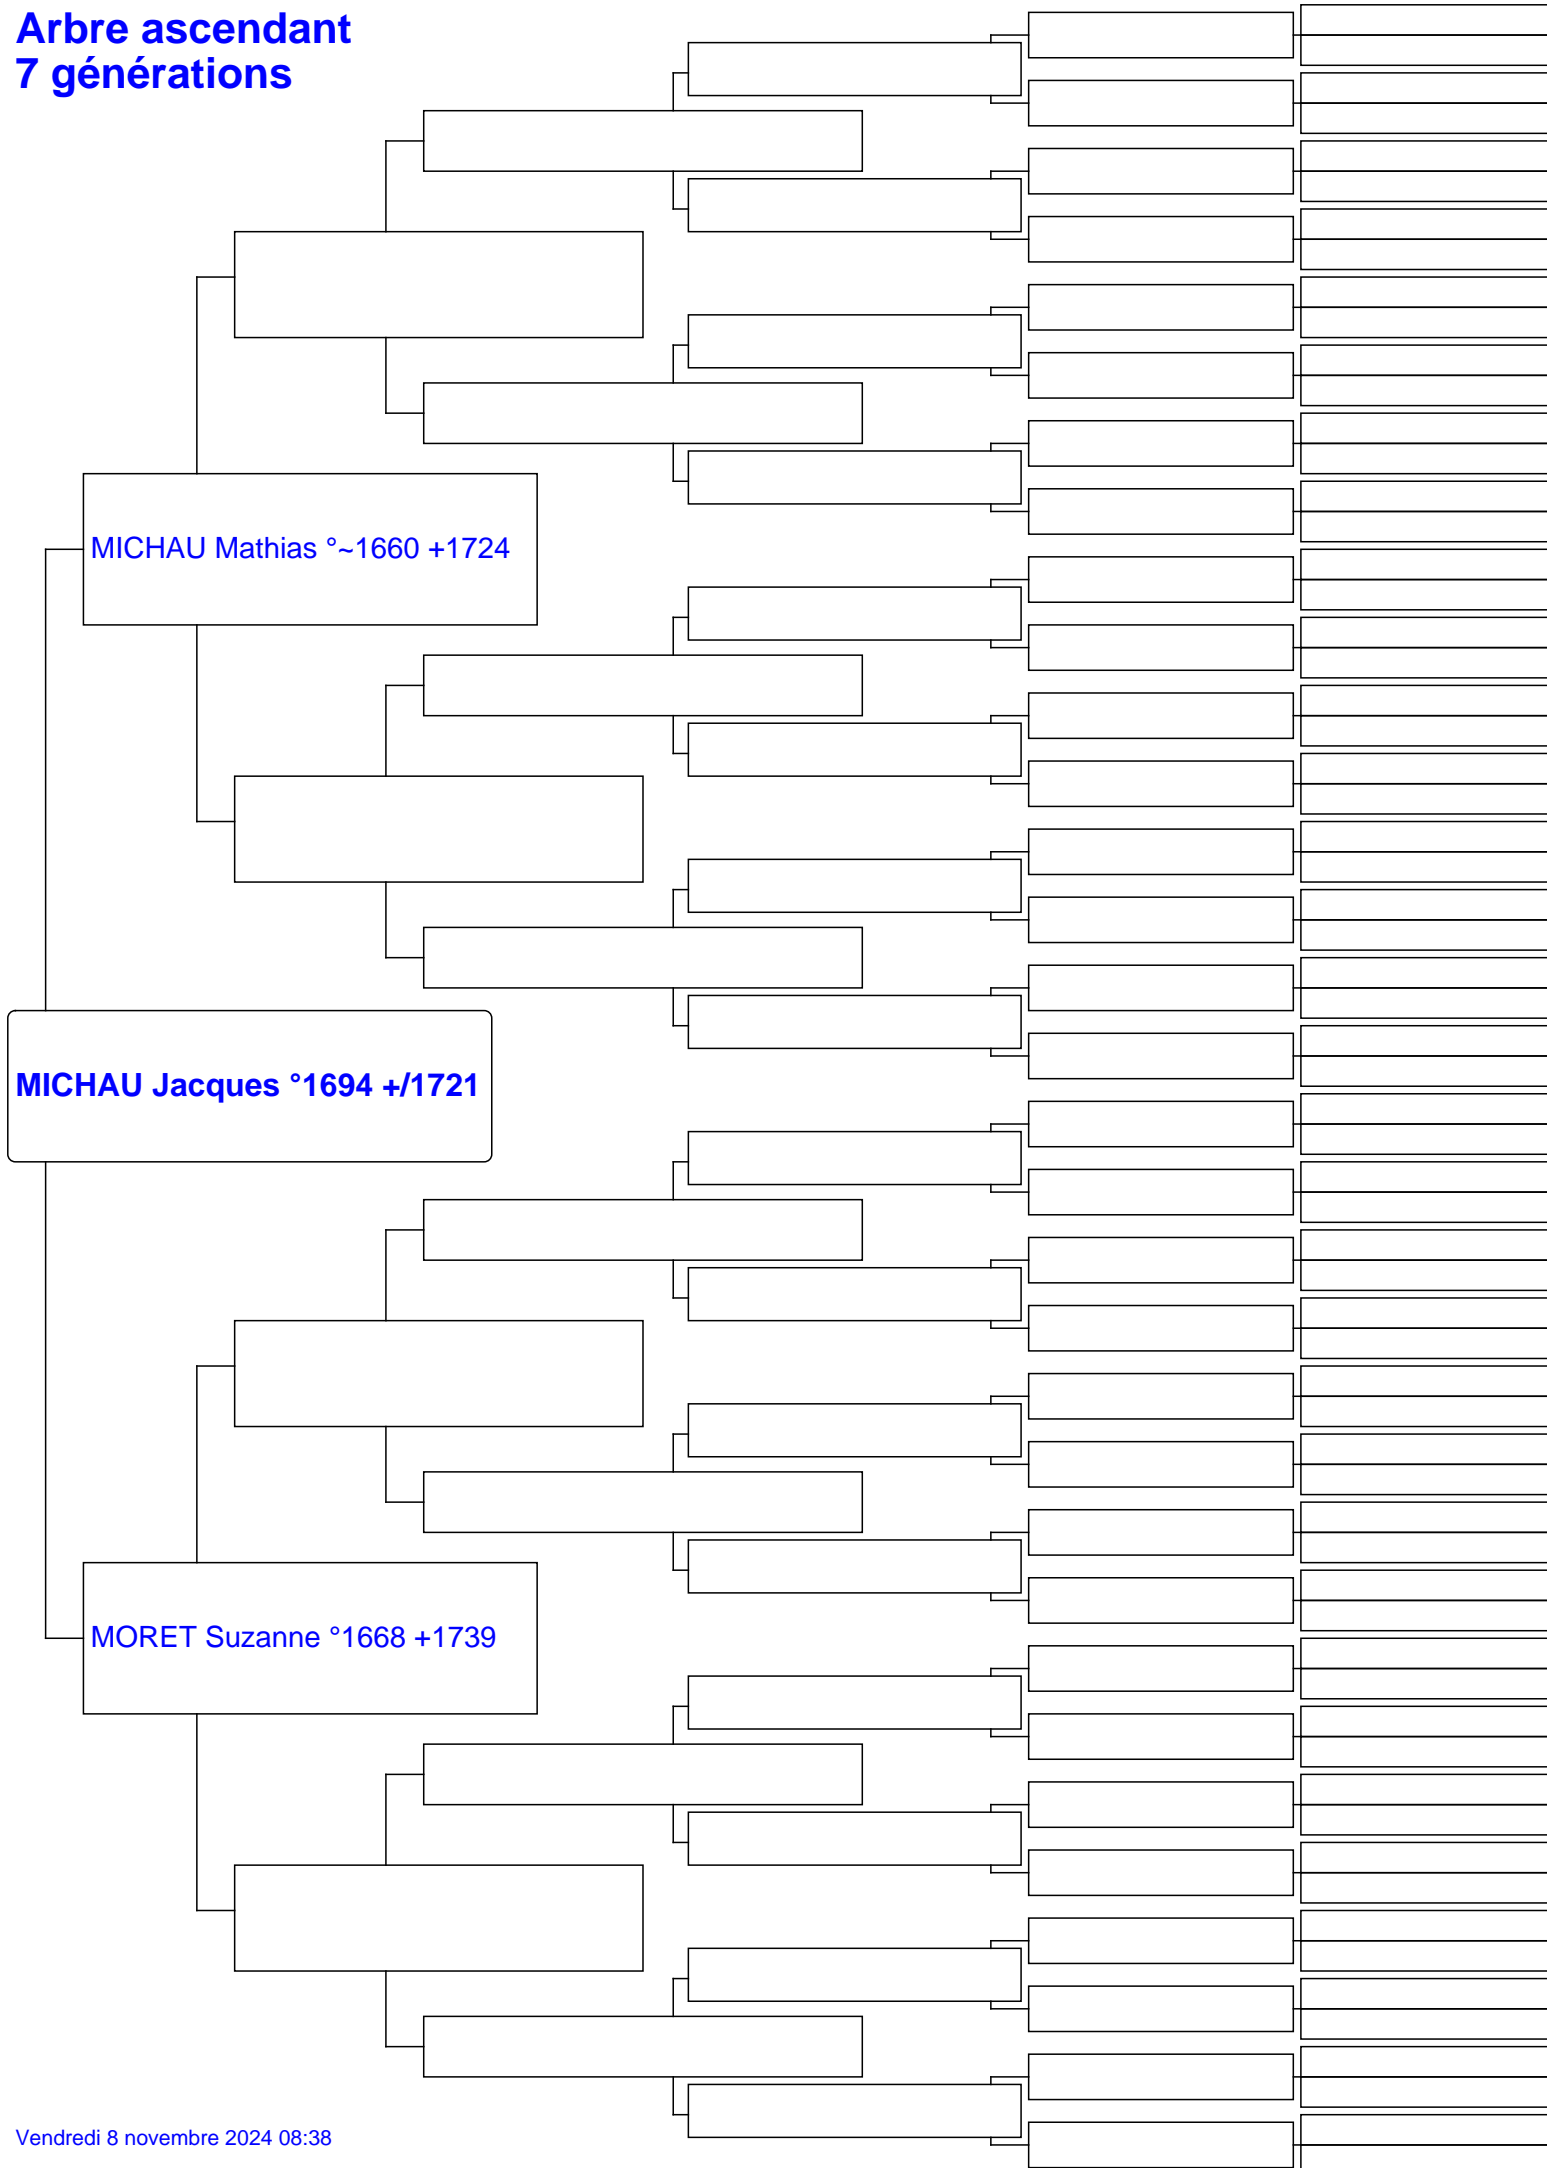 Arbre ascendant
7 générations
MICHAU Mathias °~1660 +1724
MICHAU Jacques °1694 +/1721
MORET Suzanne °1668 +1739
Vendredi 8 novembre 2024 08:38